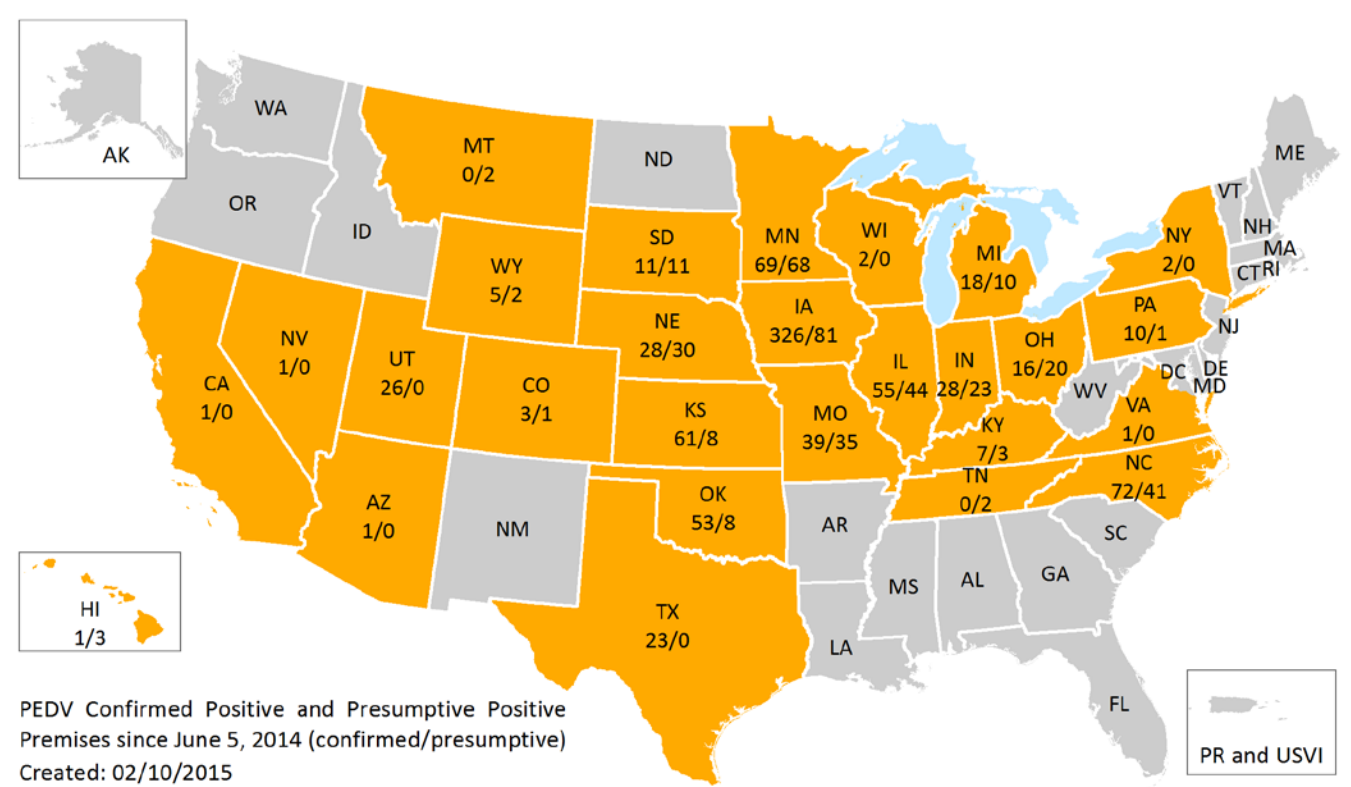 AK
WA
MT
0/2
ND
ME
OR
ID
VT
NH
MA
CT
RI
WY
5/2
SD
11/11
MN
69/68
WI
2/0
MI
18/10
NY
2/0
NE
28/30
IA
326/81
PA
10/1
NJ
NV
1/0
UT
26/0
CA
1/0
CO
3/1
KS
61/8
MO
39/35
IL
55/44
IN
28/23
OH
16/20
WV
DC
DE
MD
VA
1/0
KY
7/3
TN
0/2
NC
72/41
AZ
1/0
NM
OK
53/8
AR
SC
MS
AL
GA
HI
1/3
TX
23/0
LA
FL
PEDV Confirmed Positive and Presumptive Positive
Premises since June 5, 2014 (confirmed/presumptive)
Created: 02/10/2015
PR and USVI